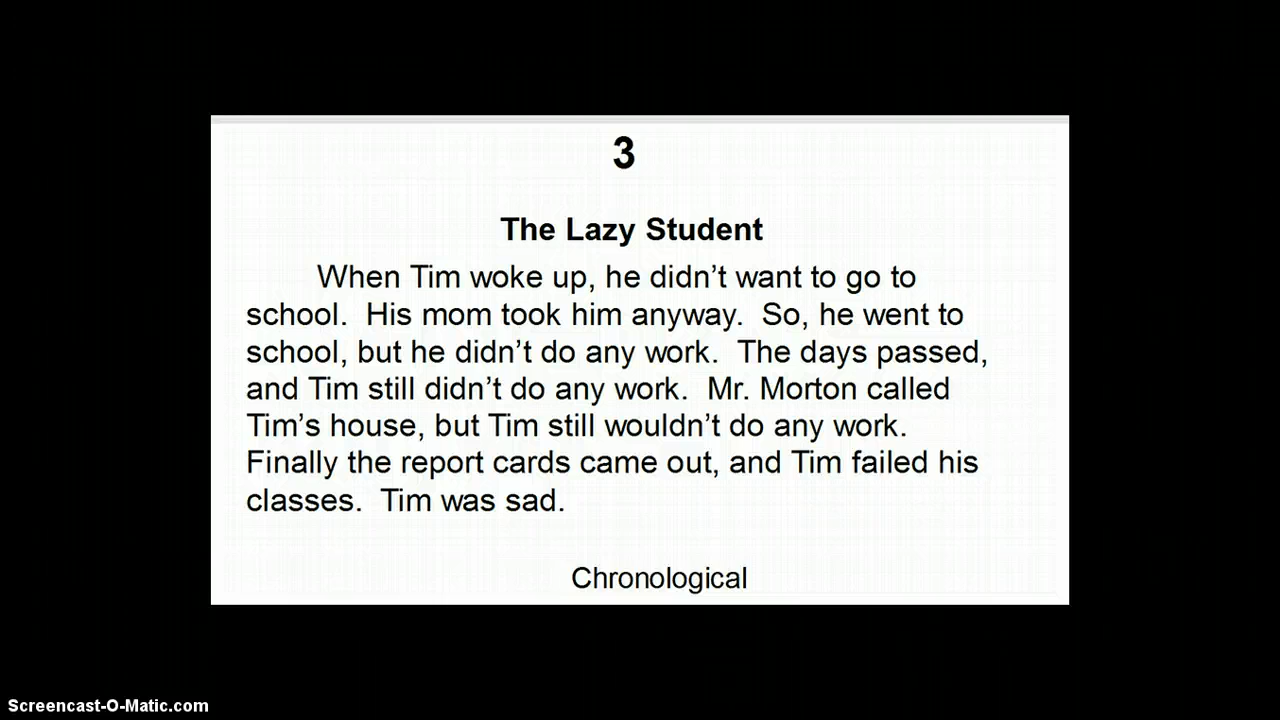 3
The Lazy Student
When Tim woke up, he didn’t want to go to
school.  His mom took him anyway.  So, he went to
school, but he didn’t do any work.  The days passed,
and Tim still didn’t do any work.  Mr. Morton called
Tim’s house, but Tim still wouldn’t do any work.
Finally the report cards came out, and Tim failed his
classes.  Tim was sad.
Chronological
Screencast-O-Matic.com